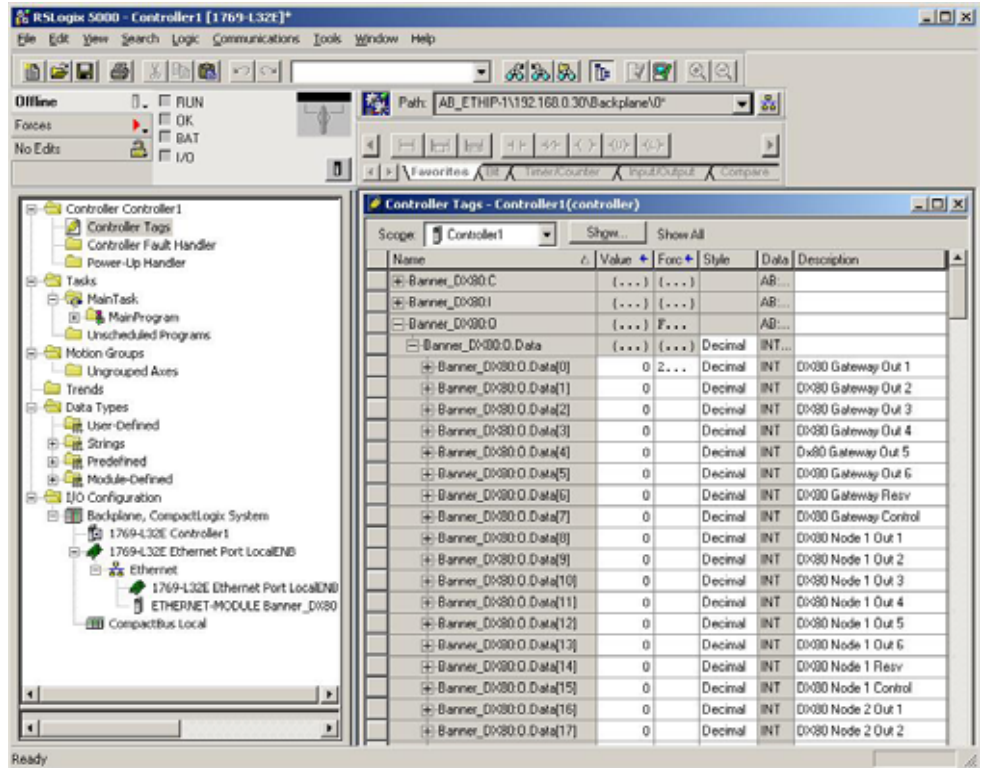 RSLogix 5000 - Controller1 [1769-L32E]*
File Edit View Search Logic Communications Tools Window Help
Offline
RUN
Path: AB_ETHIP-1\192.168.0.30\Backplane\0*
Forces
OK
No Edits
BAT
I/O
Favorites Bit Timer/Counter Input/Output Compare
Controller Controller1
Controller Tags
Controller Fault Handler
Power-Up Handler
Tasks
MainTask
MainProgram
Unscheduled Programs
Motion Groups
Ungrouped Axes
Trends
Data Types
User-Defined
Strings
Predefined
Module-Defined
I/O Configuration
Backplane, CompactLogix System
1769-L32E Controller1
1769-L32E Ethernet Port LocalENB
Ethernet
1769-L32E Ethernet Port LocalENB
ETHERNET-MODULE Banner_DX80
CompactBus Local
Controller Tags - Controller1(controller)
Scope: Controller1 Show... Show All
Name Value Forc Style Data Description
Banner_DX80:C {...} {...} AB:...
Banner_DX80:I {...} {...} AB:...
Banner_DX80:O {...} F... AB:...
Banner_DX80:O.Data {...} {...} Decimal INT...
Banner_DX80:O.Data[0] 0 2... Decimal INT DX80 Gateway Out 1
Banner_DX80:O.Data[1] 0 Decimal INT DX80 Gateway Out 2
Banner_DX80:O.Data[2] 0 Decimal INT DX80 Gateway Out 3
Banner_DX80:O.Data[3] 0 Decimal INT DX80 Gateway Out 4
Banner_DX80:O.Data[4] 0 Decimal INT Dx80 Gateway Out 5
Banner_DX80:O.Data[5] 0 Decimal INT DX80 Gateway Out 6
Banner_DX80:O.Data[6] 0 Decimal INT DX80 Gateway Resv
Banner_DX80:O.Data[7] 0 Decimal INT DX80 Gateway Control
Banner_DX80:O.Data[8] 0 Decimal INT DX80 Node 1 Out 1
Banner_DX80:O.Data[9] 0 Decimal INT DX80 Node 1 Out 2
Banner_DX80:O.Data[10] 0 Decimal INT DX80 Node 1 Out 3
Banner_DX80:O.Data[11] 0 Decimal INT DX80 Node 1 Out 4
Banner_DX80:O.Data[12] 0 Decimal INT DX80 Node 1 Out 5
Banner_DX80:O.Data[13] 0 Decimal INT DX80 Node 1 Out 6
Banner_DX80:O.Data[14] 0 Decimal INT DX80 Node 1 Resv
Banner_DX80:O.Data[15] 0 Decimal INT DX80 Node 1 Control
Banner_DX80:O.Data[16] 0 Decimal INT DX80 Node 2 Out 1
Banner_DX80:O.Data[17] 0 Decimal INT DX80 Node 2 Out 2
Ready